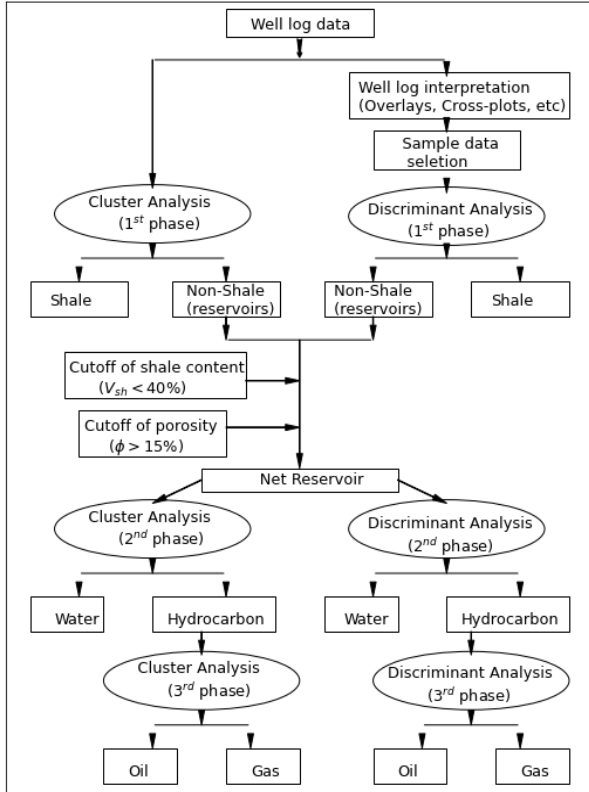 Well log data
Well log interpretation
(Overlays, Cross-plots, etc)
Sample data
seletion
Cluster Analysis
(1st phase)
Discriminant Analysis
(1st phase)
Shale
Non-Shale
(reservoirs)
Non-Shale
(reservoirs)
Shale
Cutoff of shale content
(Vsh < 40%)
Cutoff of porosity
(ϕ > 15%)
Net Reservoir
Cluster Analysis
(2nd phase)
Discriminant Analysis
(2nd phase)
Water
Hydrocarbon
Water
Hydrocarbon
Cluster Analysis
(3rd phase)
Discriminant Analysis
(3rd phase)
Oil
Gas
Oil
Gas